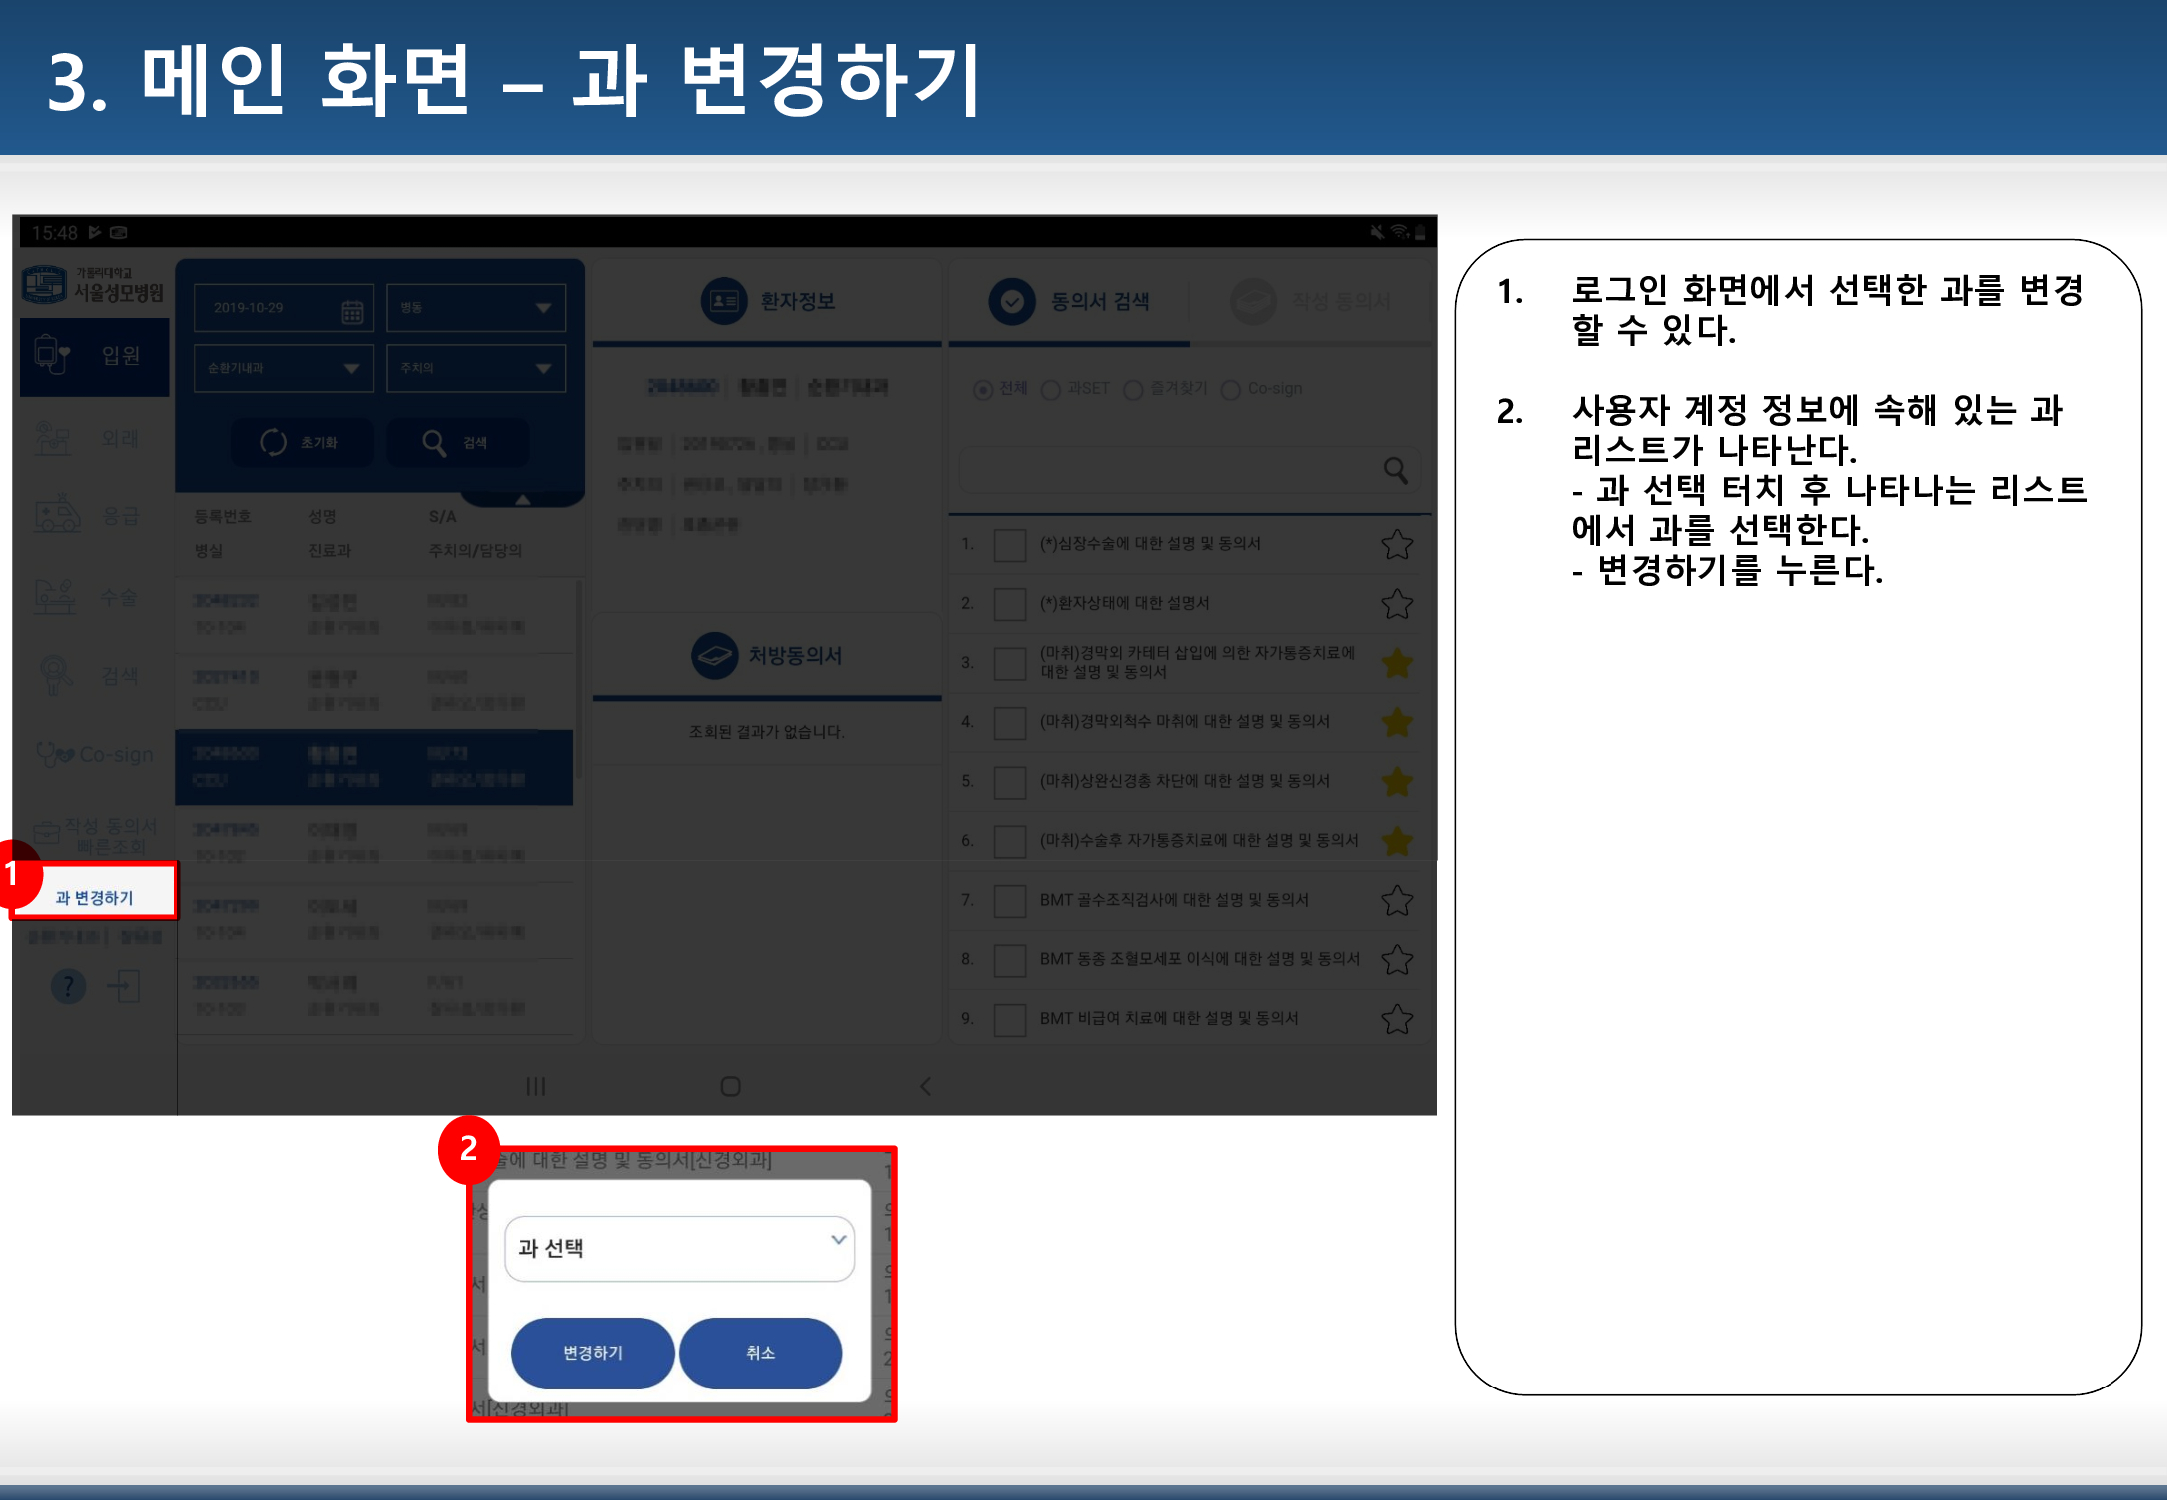 3. 메인 화면 – 과 변경하기
15:48
가톨릭대학교
서울성모병원
입원
외래
응급
수술
검색
Co-sign
작성 동의서
빠른조회
1
과 변경하기
?
2019-10-29
병동
순환기내과
주치의
초기화
검색
등록번호 성명 S/A
병실 진료과 주치의/담당의
환자정보
처방동의서
조회된 결과가 없습니다.
동의서 검색
작성 동의서
전체 과SET 즐겨찾기 Co-sign
1. (*)심장수술에 대한 설명 및 동의서
2. (*)환자상태에 대한 설명서
3. (마취)경막외 카테터 삽입에 의한 자가통증치료에
대한 설명 및 동의서
4. (마취)경막외척수 마취에 대한 설명 및 동의서
5. (마취)상완신경총 차단에 대한 설명 및 동의서
6. (마취)수술후 자가통증치료에 대한 설명 및 동의서
7. BMT 골수조직검사에 대한 설명 및 동의서
8. BMT 동종 조혈모세포 이식에 대한 설명 및 동의서
9. BMT 비급여 치료에 대한 설명 및 동의서
2
술에 대한 설명 및 동의서[신경외과]
과 선택
변경하기
취소
서[신경외과]
1. 로그인 화면에서 선택한 과를 변경
할 수 있다.
2. 사용자 계정 정보에 속해 있는 과
리스트가 나타난다.
- 과 선택 터치 후 나타나는 리스트
에서 과를 선택한다.
- 변경하기를 누른다.